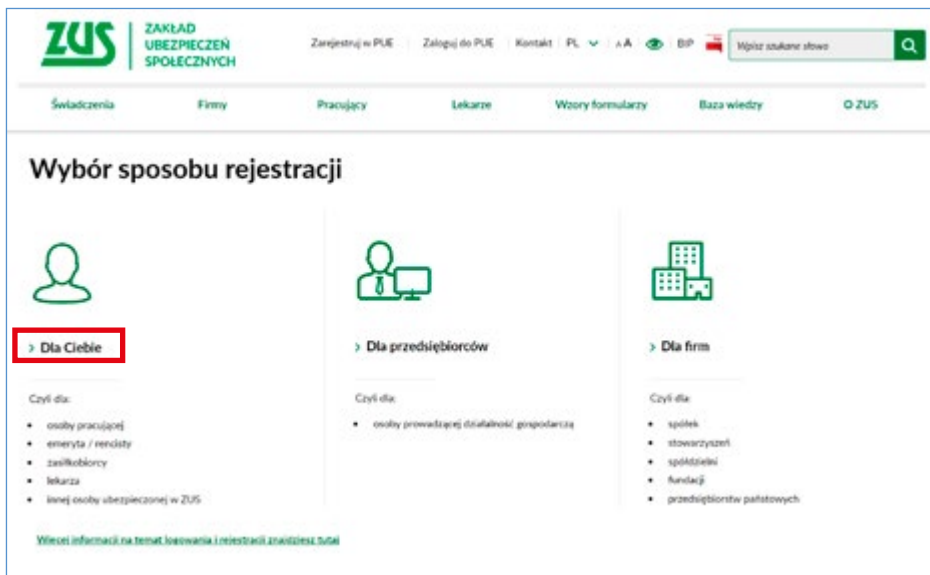 ZUS
ZAKŁAD
UBEZPIECZEŃ
SPOŁECZNYCH
Zarejestruj w PUE Zaloguj do PUE Kontakt PL A A BIP Wpisz szukane słowo
Świadczenia Firmy Pracujący Lekarze Wzory formularzy Baza wiedzy O ZUS
Wybór sposobu rejestracji
> Dla Ciebie > Dla przedsiębiorców > Dla firm
Czyli dla: Czyli dla: Czyli dla
• osoby pracującej • osoby prowadzącej działalność gospodarczą • spółek
• emeryta / rencisty • stowarzyszeń
• zasiłkobiorcy • spółdzielni
• lekarza • fundacji
• innej osoby ubezpieczonej w ZUS • przedsiębiorstw państwowych
Więcej informacji na temat logowania i rejestracji znajdziesz tutaj